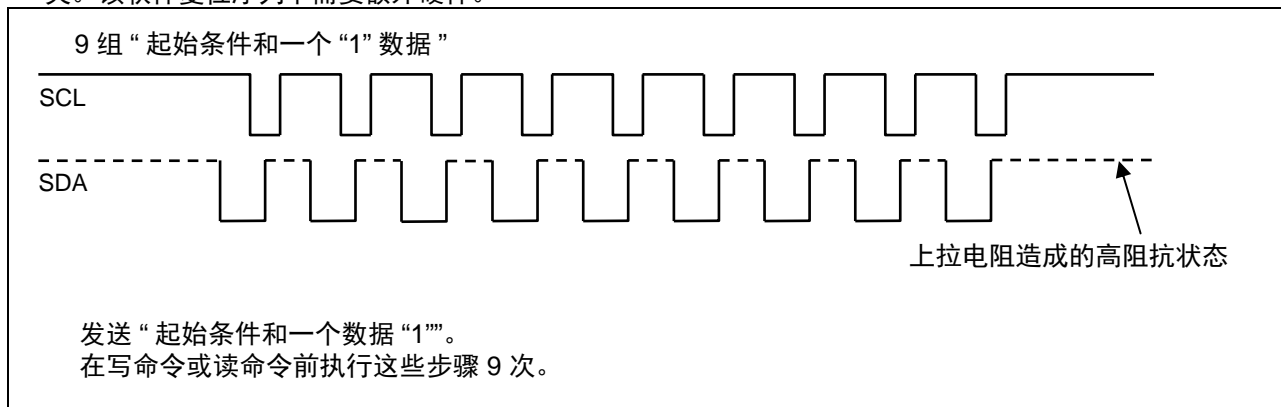 9 组 “ 起始条件和一个 “1” 数据 ”
SCL
SDA
上拉电阻造成的高阻抗状态
发送 “ 起始条件和一个数据 “1””。
在写命令或读命令前执行这些步骤 9 次。